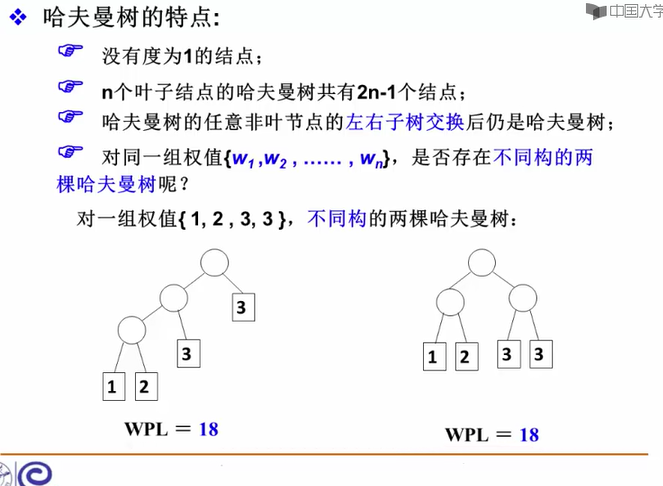 中国大学
哈夫曼树的特点:
没有度为1的结点；
n个叶子结点的哈夫曼树共有2n-1个结点；
哈夫曼树的任意非叶节点的左右子树交换后仍是哈夫曼树；
对同一组权值{w1 ,w2 , …… , wn}，是否存在不同构的两
棵哈夫曼树呢？
对一组权值{ 1, 2 , 3, 3 }，不同构的两棵哈夫曼树：
3
3
1 2
1 2 3 3
WPL = 18
WPL = 18